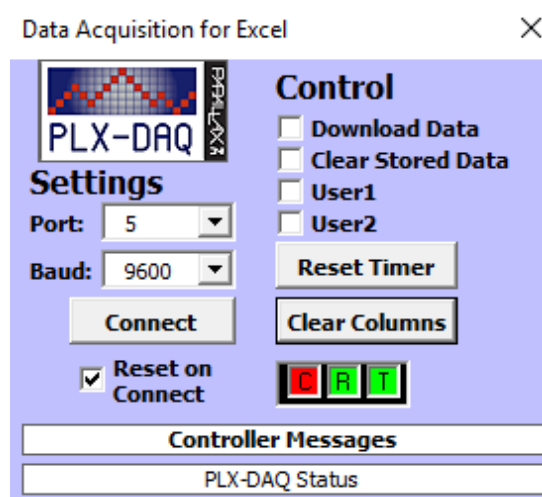 Data Acquisition for Excel
PLX-DAQ
PARALLAX
Settings
Port: 5
Baud: 9600
Connect
Reset on
Connect
Control
Download Data
Clear Stored Data
User1
User2
Reset Timer
Clear Columns
C R T
Controller Messages
PLX-DAQ Status